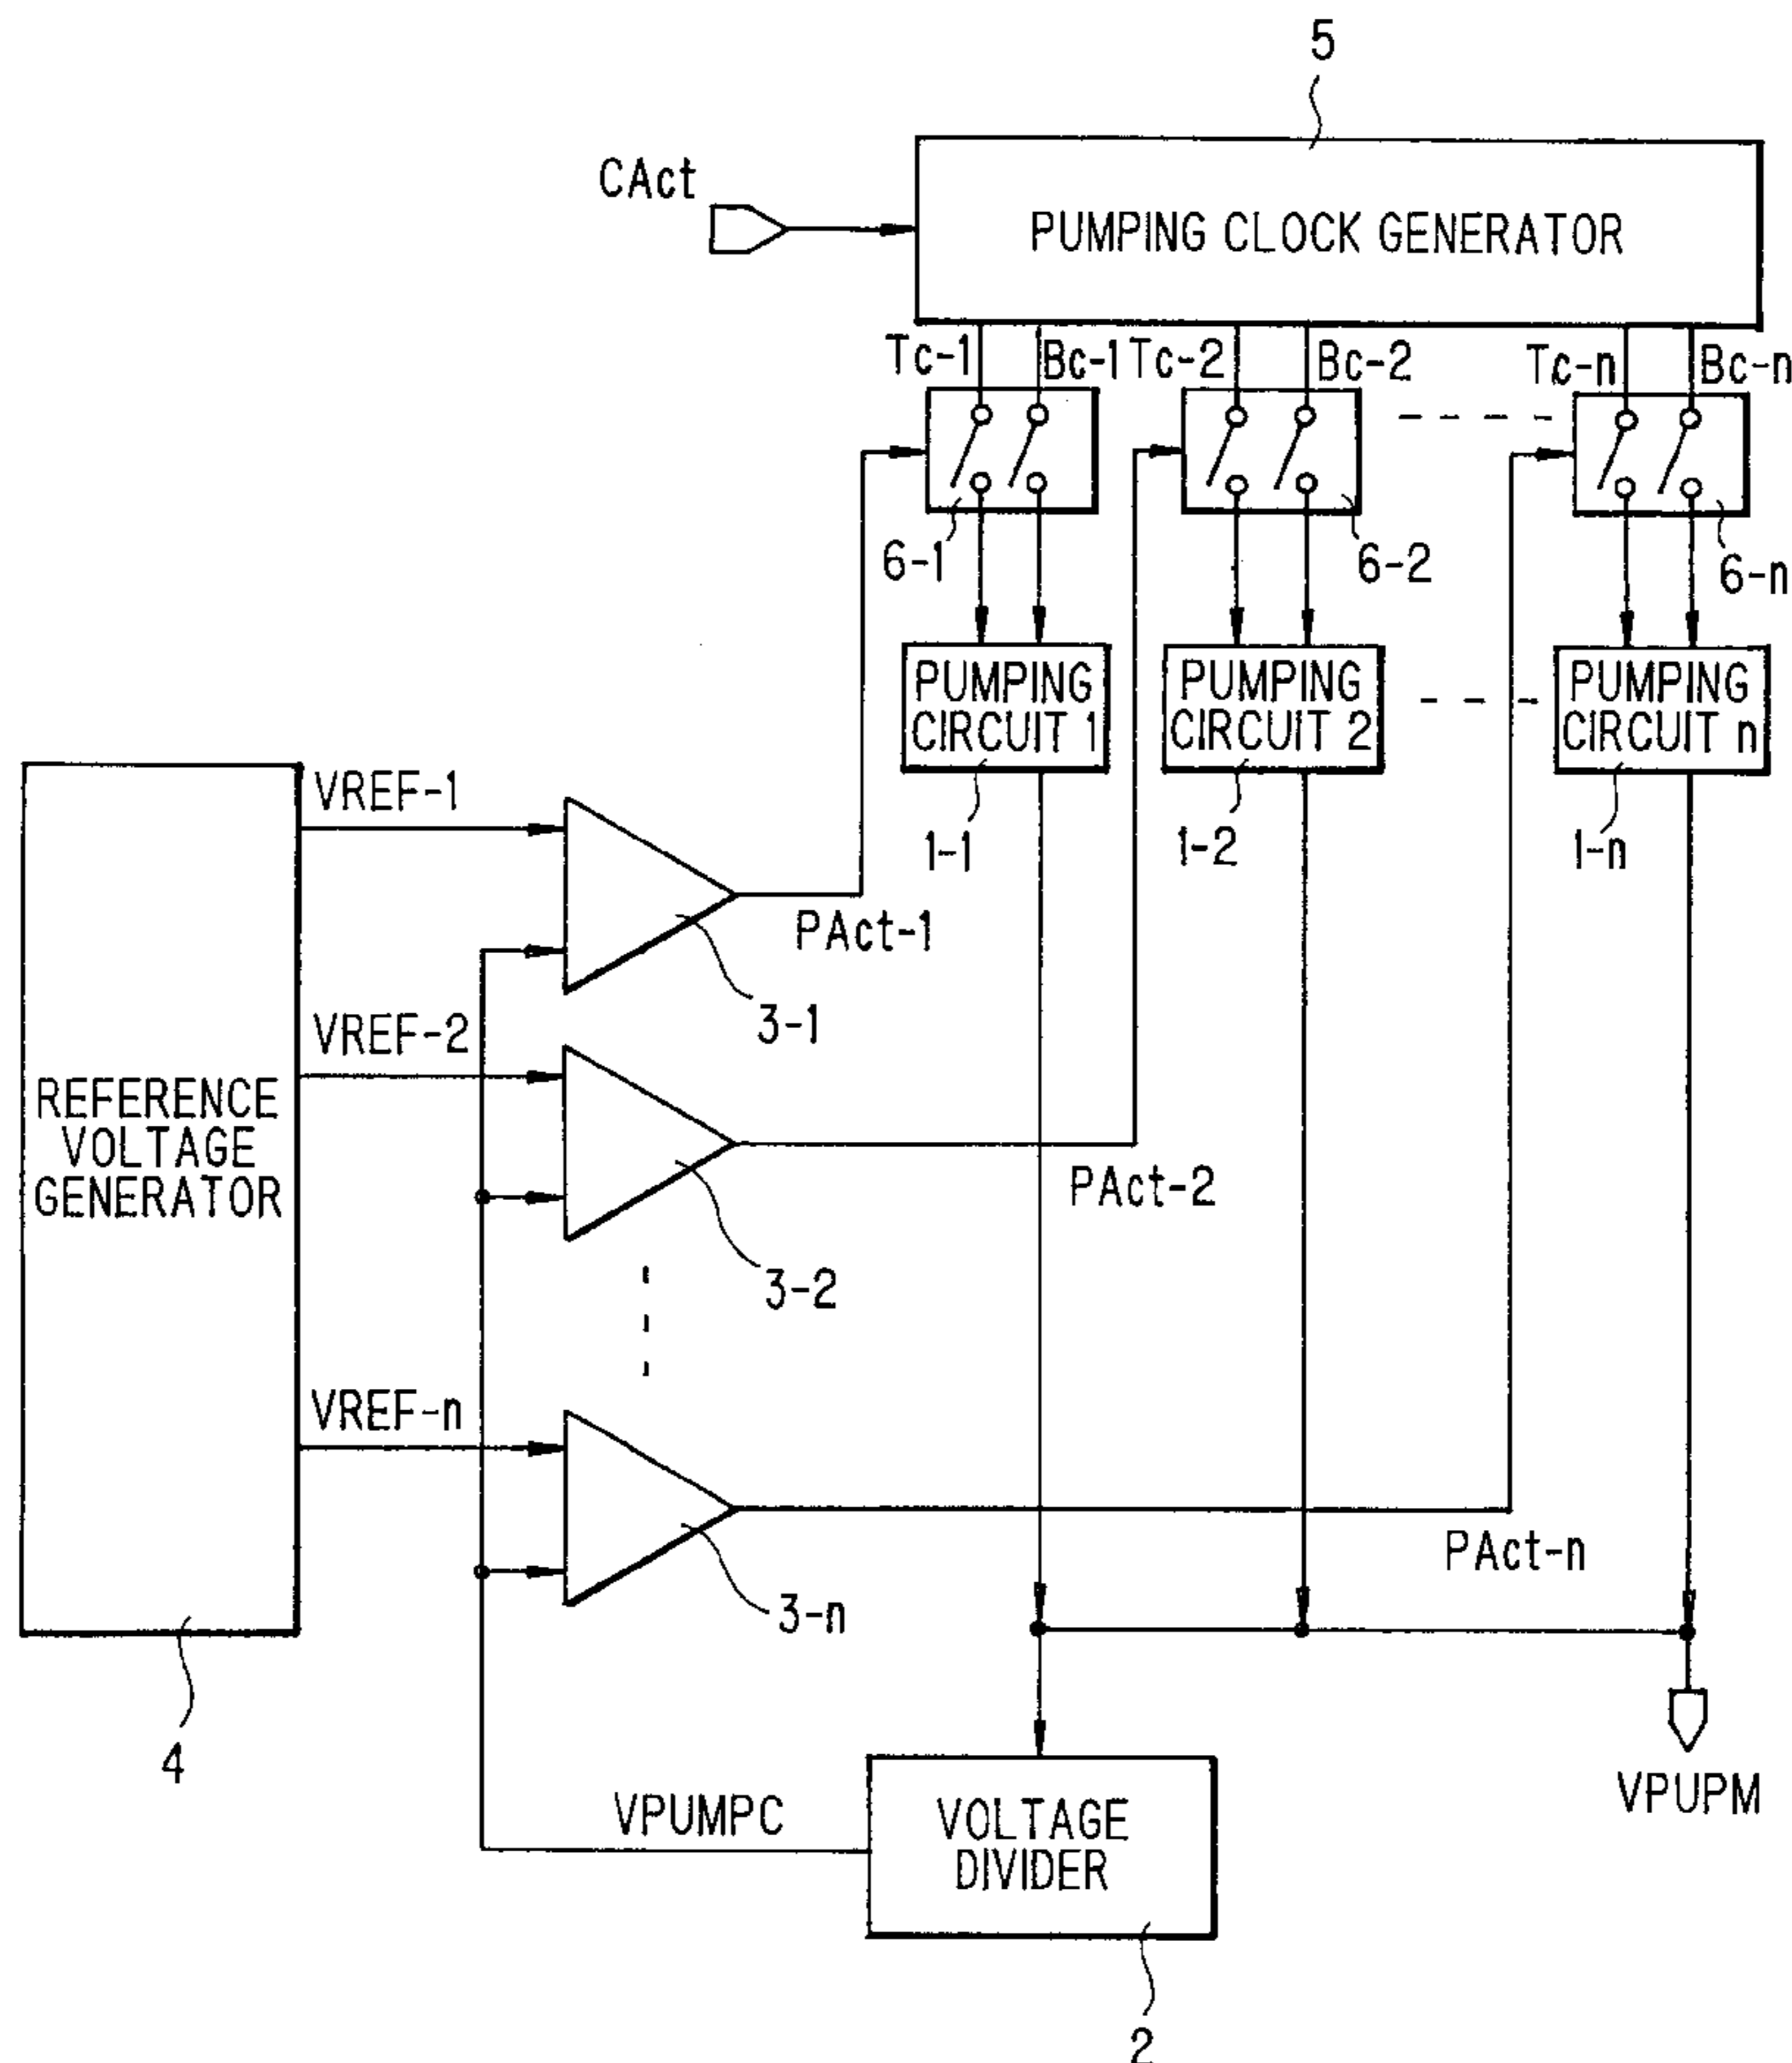 5
CAct
PUMPING CLOCK GENERATOR
Tc-1
Bc-1
Tc-2
Bc-2
Tc-n
Bc-n
6-1
6-2
6-n
PUMPING
CIRCUIT 1
PUMPING
CIRCUIT 2
PUMPING
CIRCUIT n
1-1
1-2
1-n
VREF-1
PAct-1
3-1
VREF-2
REFERENCE
VOLTAGE
GENERATOR
PAct-2
3-2
VREF-n
PAct-n
3-n
4
VPUMPC
VOLTAGE
DIVIDER
VPUPM
2